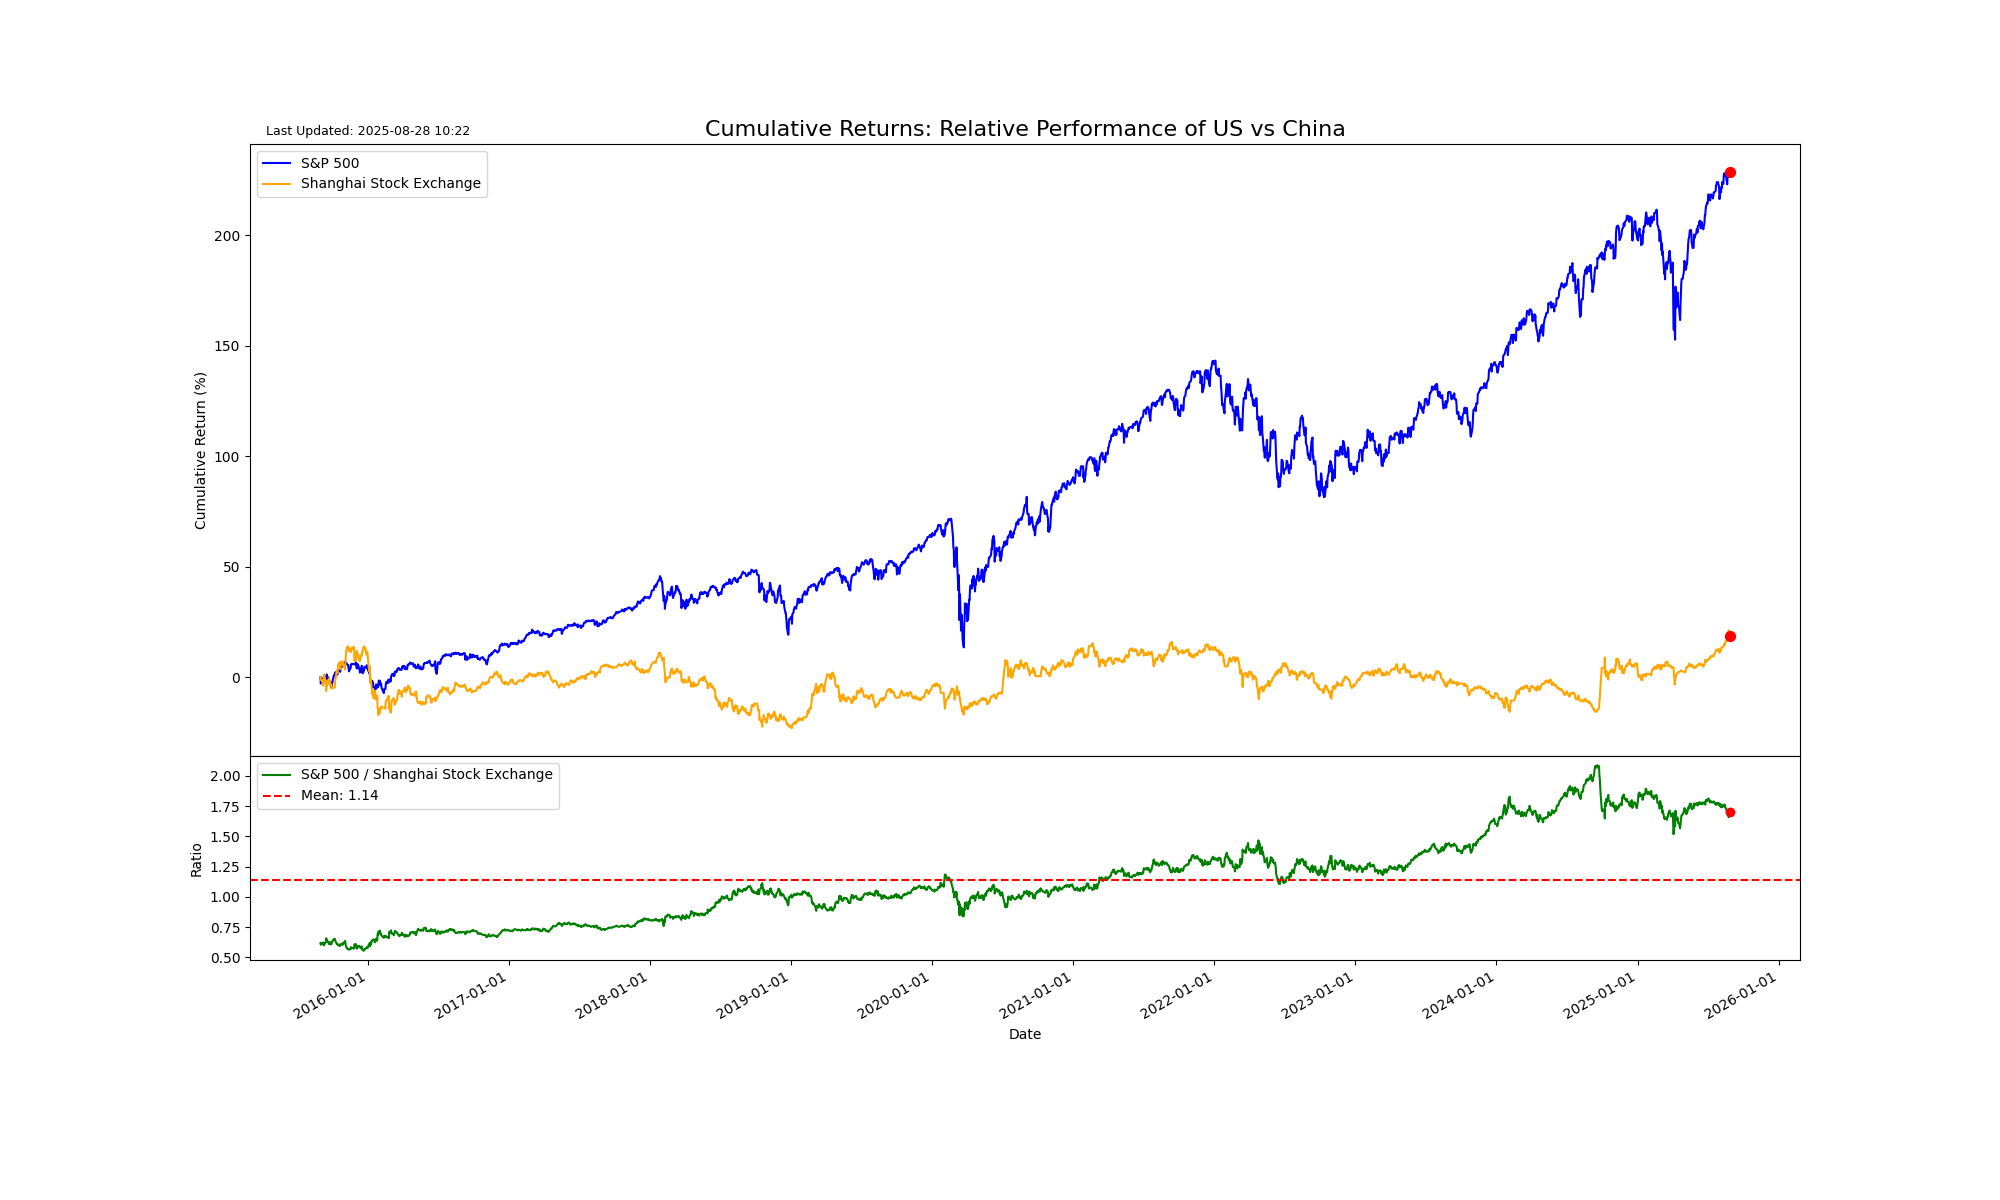 Last Updated: 2025-08-28 10:22
Cumulative Returns: Relative Performance of US vs China
S&P 500
Shanghai Stock Exchange
200
150
100
50
0
Cumulative Return (%)
S&P 500 / Shanghai Stock Exchange
Mean: 1.14
2.00
1.75
1.50
1.25
1.00
0.75
0.50
Ratio
2016-01-01
2017-01-01
2018-01-01
2019-01-01
2020-01-01
2021-01-01
2022-01-01
2023-01-01
2024-01-01
2025-01-01
2026-01-01
Date